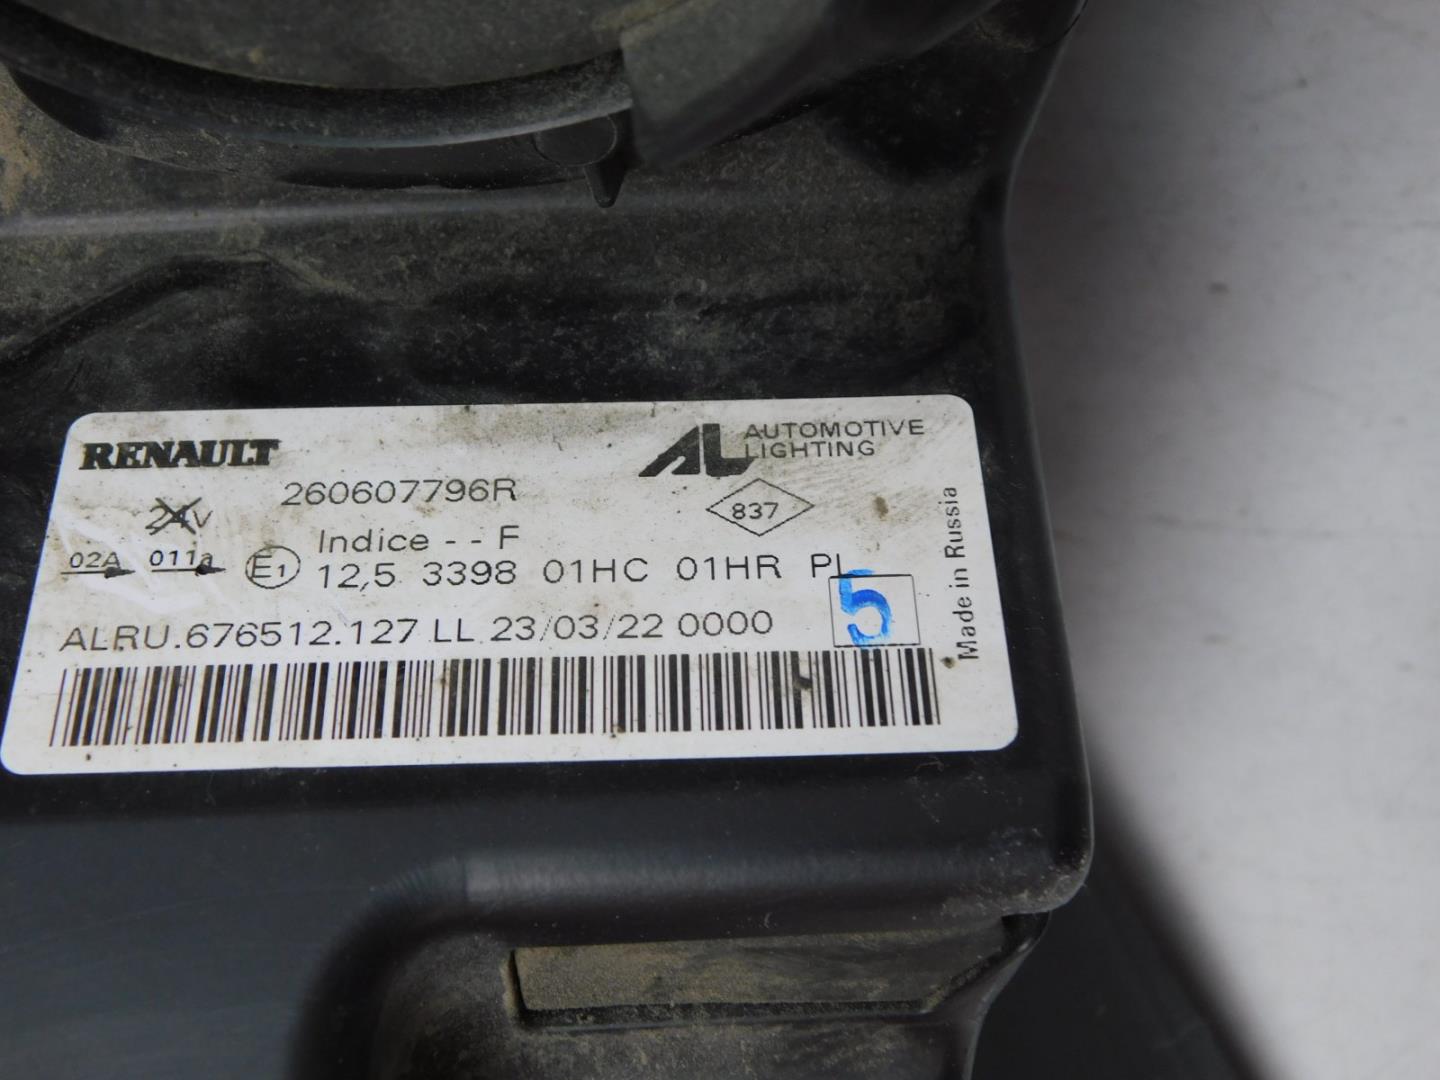 RENAULT
AL AUTOMOTIVE
LIGHTING
260607796R
837
24V
Indice - - F
02A 011a E1 12,5 3398 01HC 01HR PL
5
ALRU.676512.127 LL 23/03/22 0000
Made in Russia